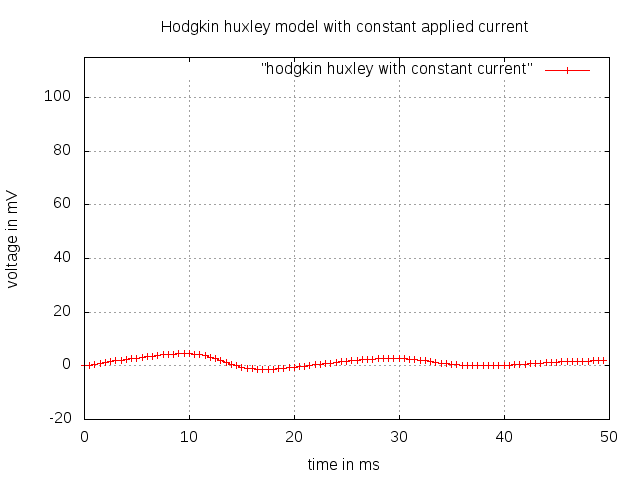 Hodgkin huxley model with constant applied current
"hodgkin huxley with constant current"
voltage in mV
100
80
60
40
20
0
-20
0 10 20 30 40 50
time in ms